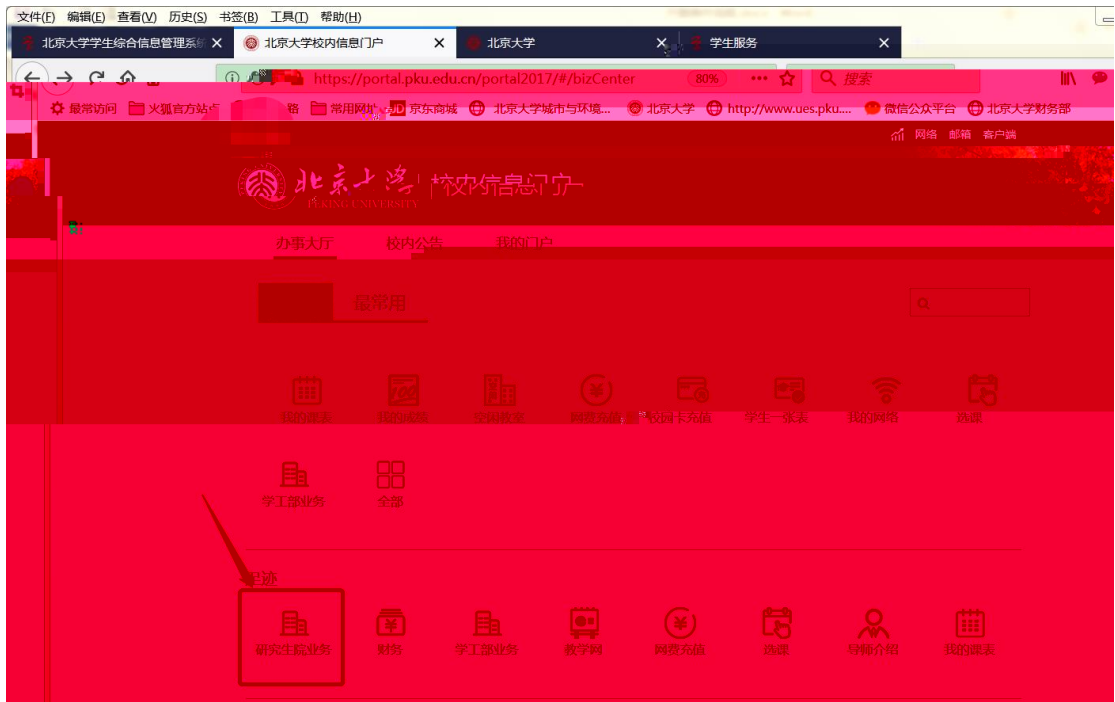 文件(F) 编辑(E) 查看(V) 历史(S) 书签(B) 工具(T) 帮助(H)
北京大学学生综合信息管理系统 北京大学校内信息门户 北京大学 学生服务
https://portal.pku.edu.cn/portal2017/#/bizCenter 80% 搜索
最常访问 火狐官方站点 常用网址 JD 京东商城 北京大学城市与环境... 北京大学 http://www.ues.pku.... 微信公众平台 北京大学财务部
网络 邮箱 客户端
北京大学 校内信息门户
PEKING UNIVERSITY
办事大厅 校内公告 我的门户
最常用
我的课表 我的成绩 空闲教室 网费充值 校园卡充值 学生一张表 我的网络 选课
学工部业务 全部
足迹
研究生院业务 财务 学工部业务 教学网 网费充值 选课 导师介绍 我的课表